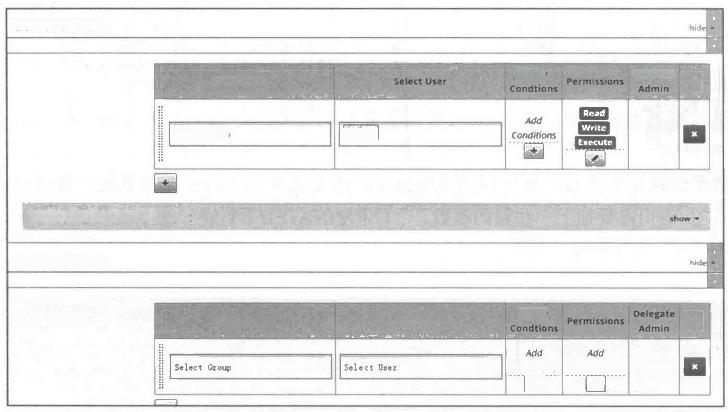 hide
Select User
Condtions
Permissions
Admin
Add
Conditions
Read
Write
Execute
show
hide
Condtions
Permissions
Delegate
Admin
Select Group
Select User
Add
Add